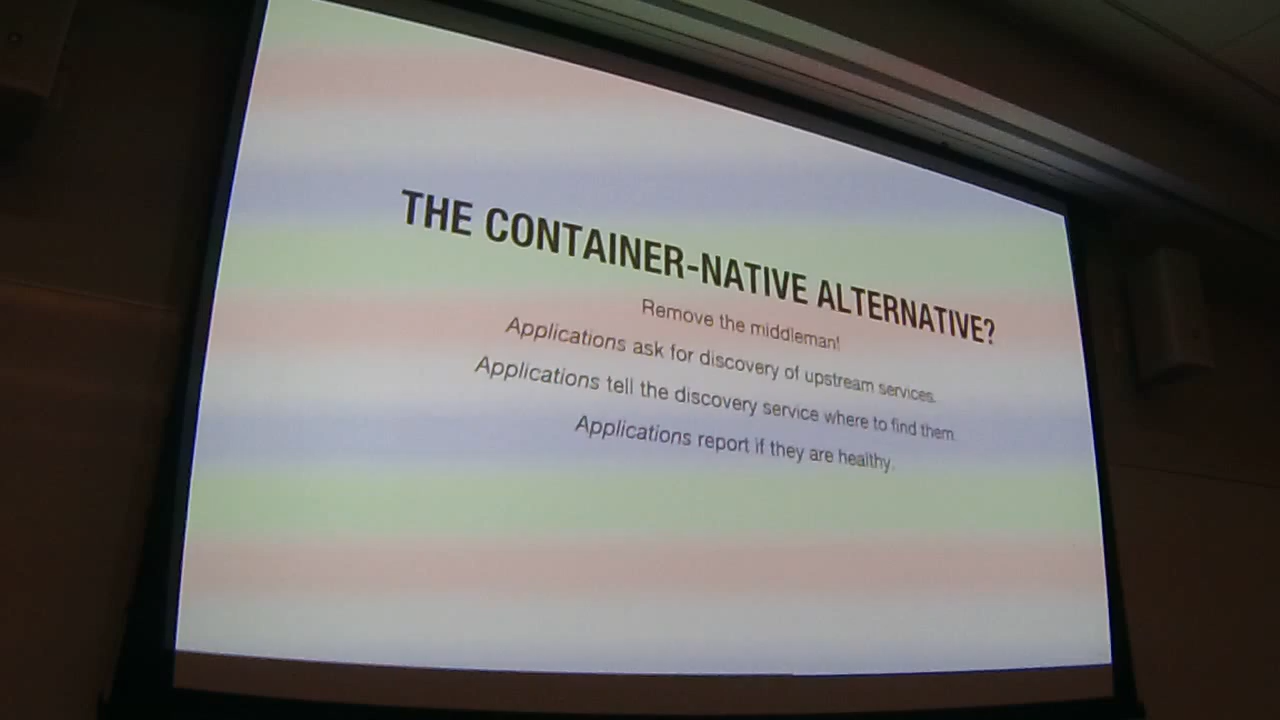 THE CONTAINER-NATIVE ALTERNATIVE?
Remove the middleman!
Applications ask for discovery of upstream services.
Applications tell the discovery service where to find them.
Applications report if they are healthy.